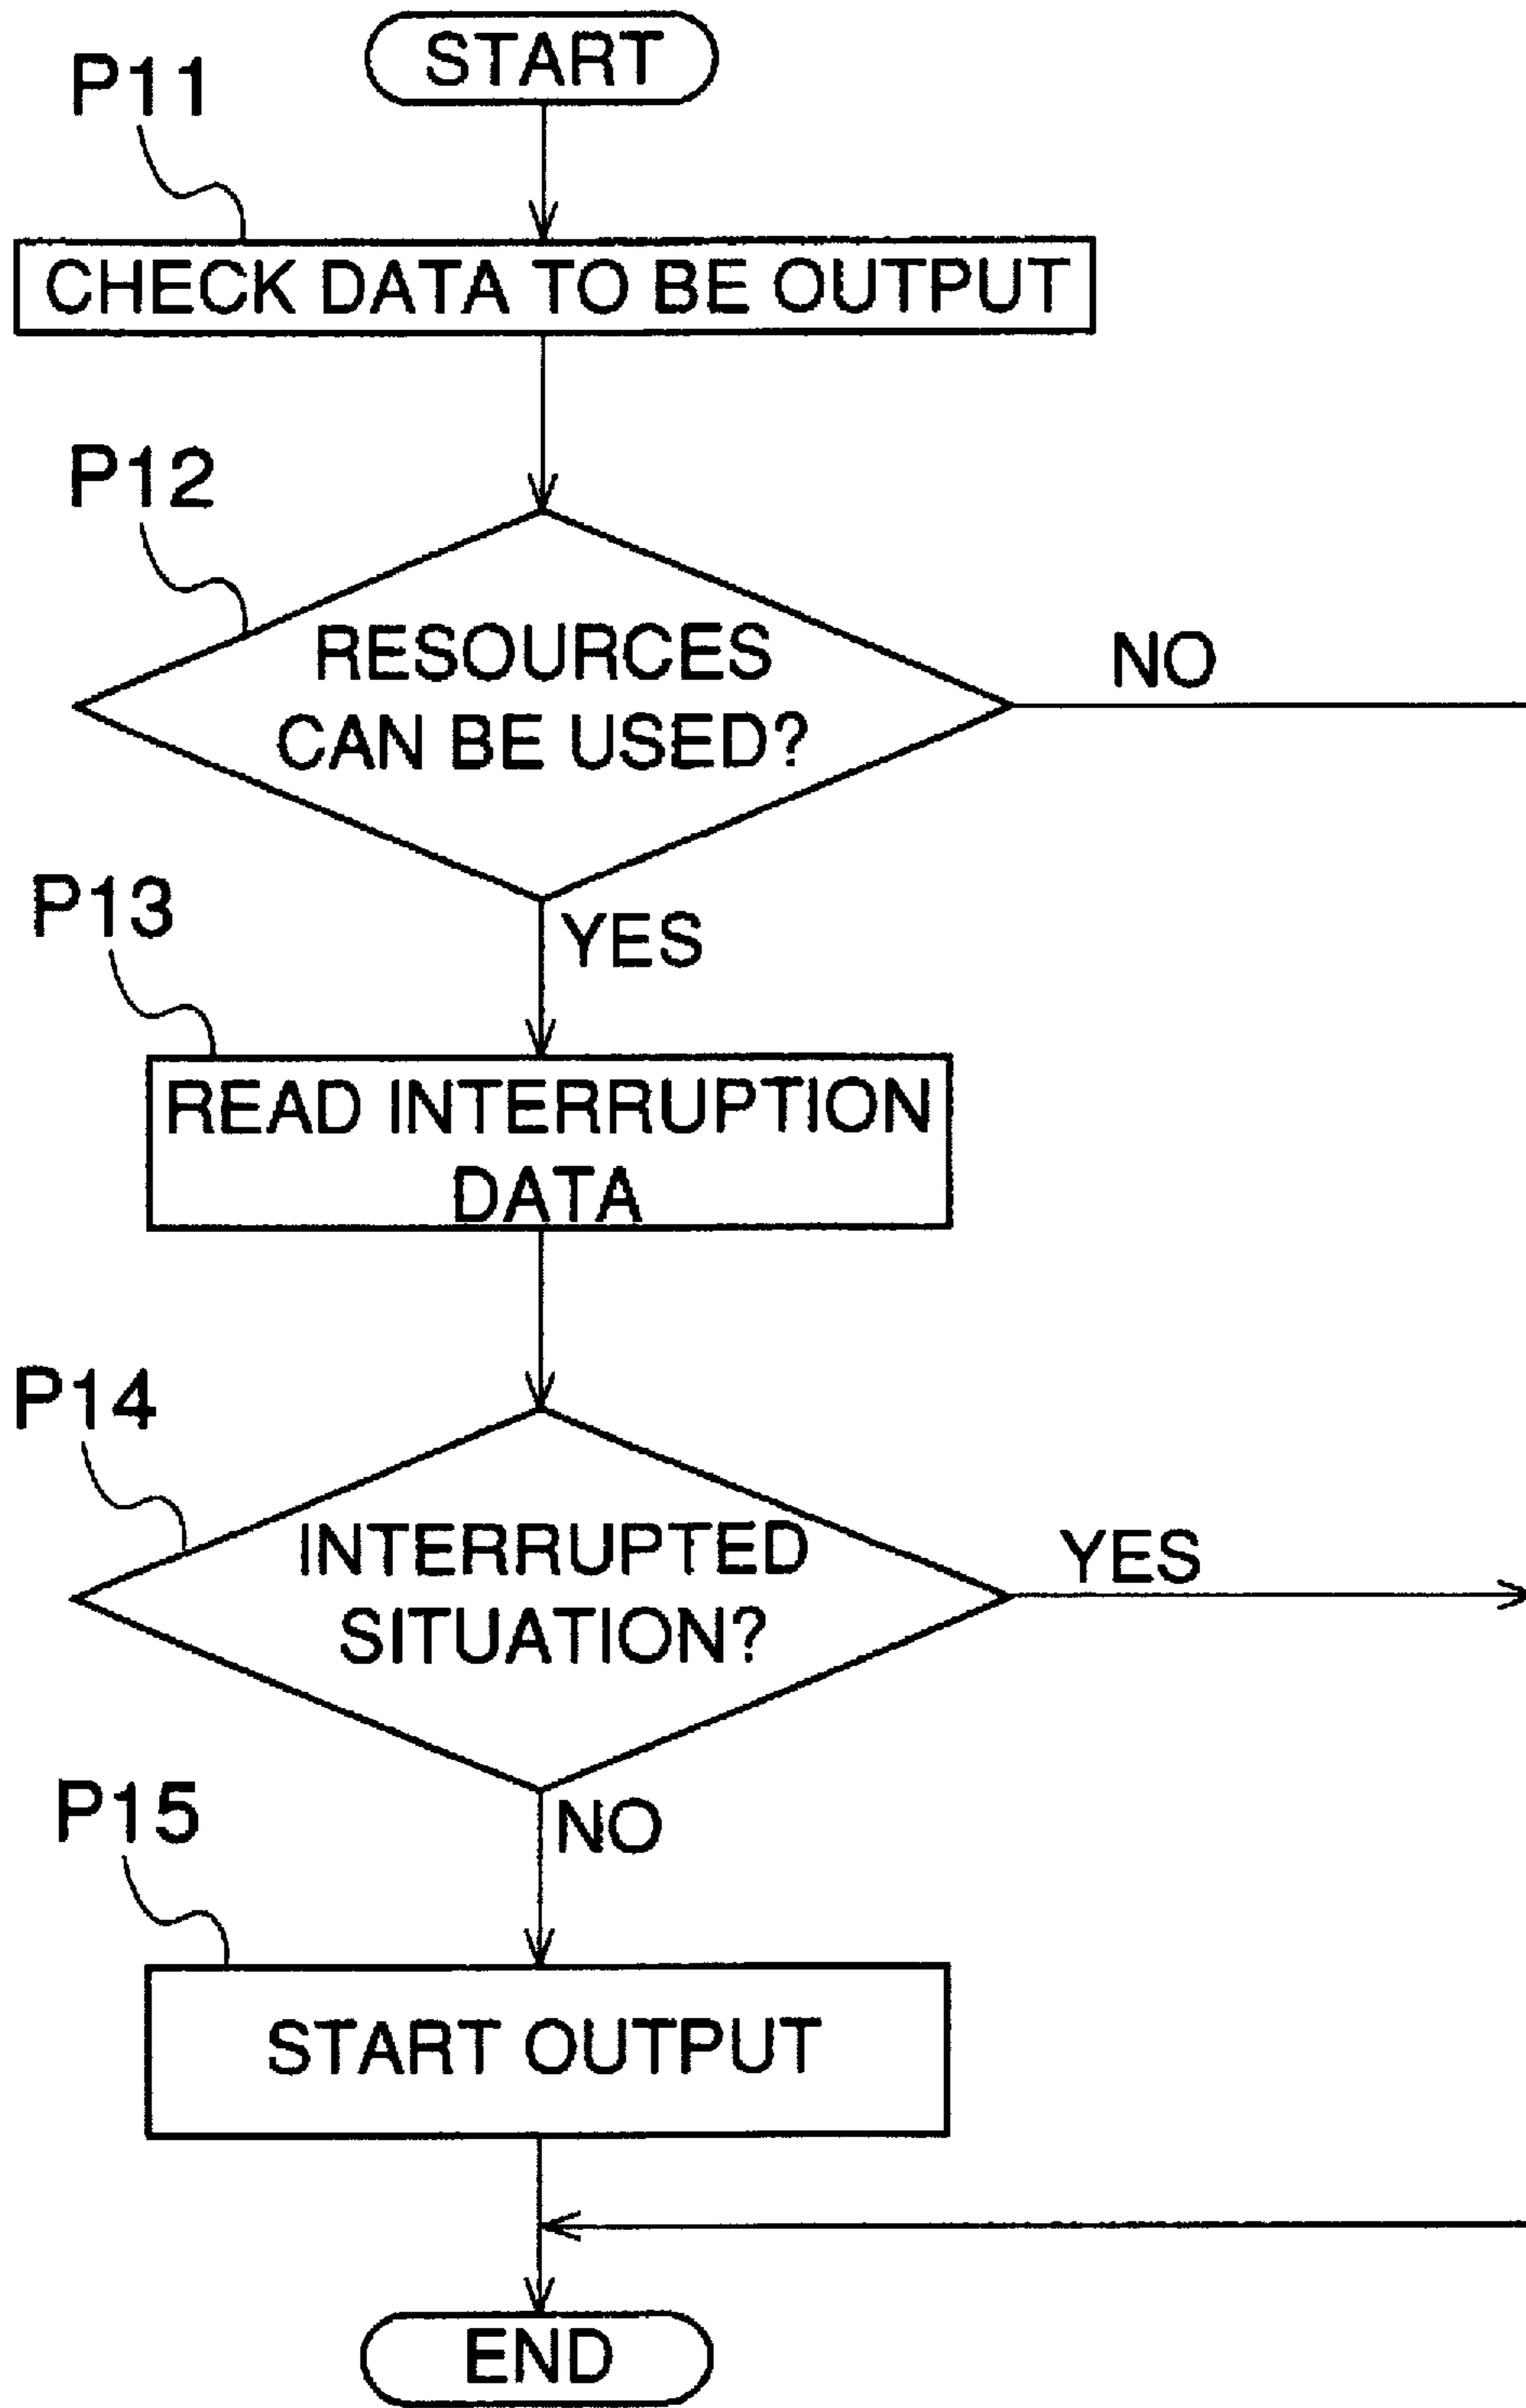 START
P11
CHECK DATA TO BE OUTPUT
P12
RESOURCES
CAN BE USED?
NO
P13
YES
READ INTERRUPTION
DATA
P14
INTERRUPTED
SITUATION?
YES
P15
NO
START OUTPUT
END